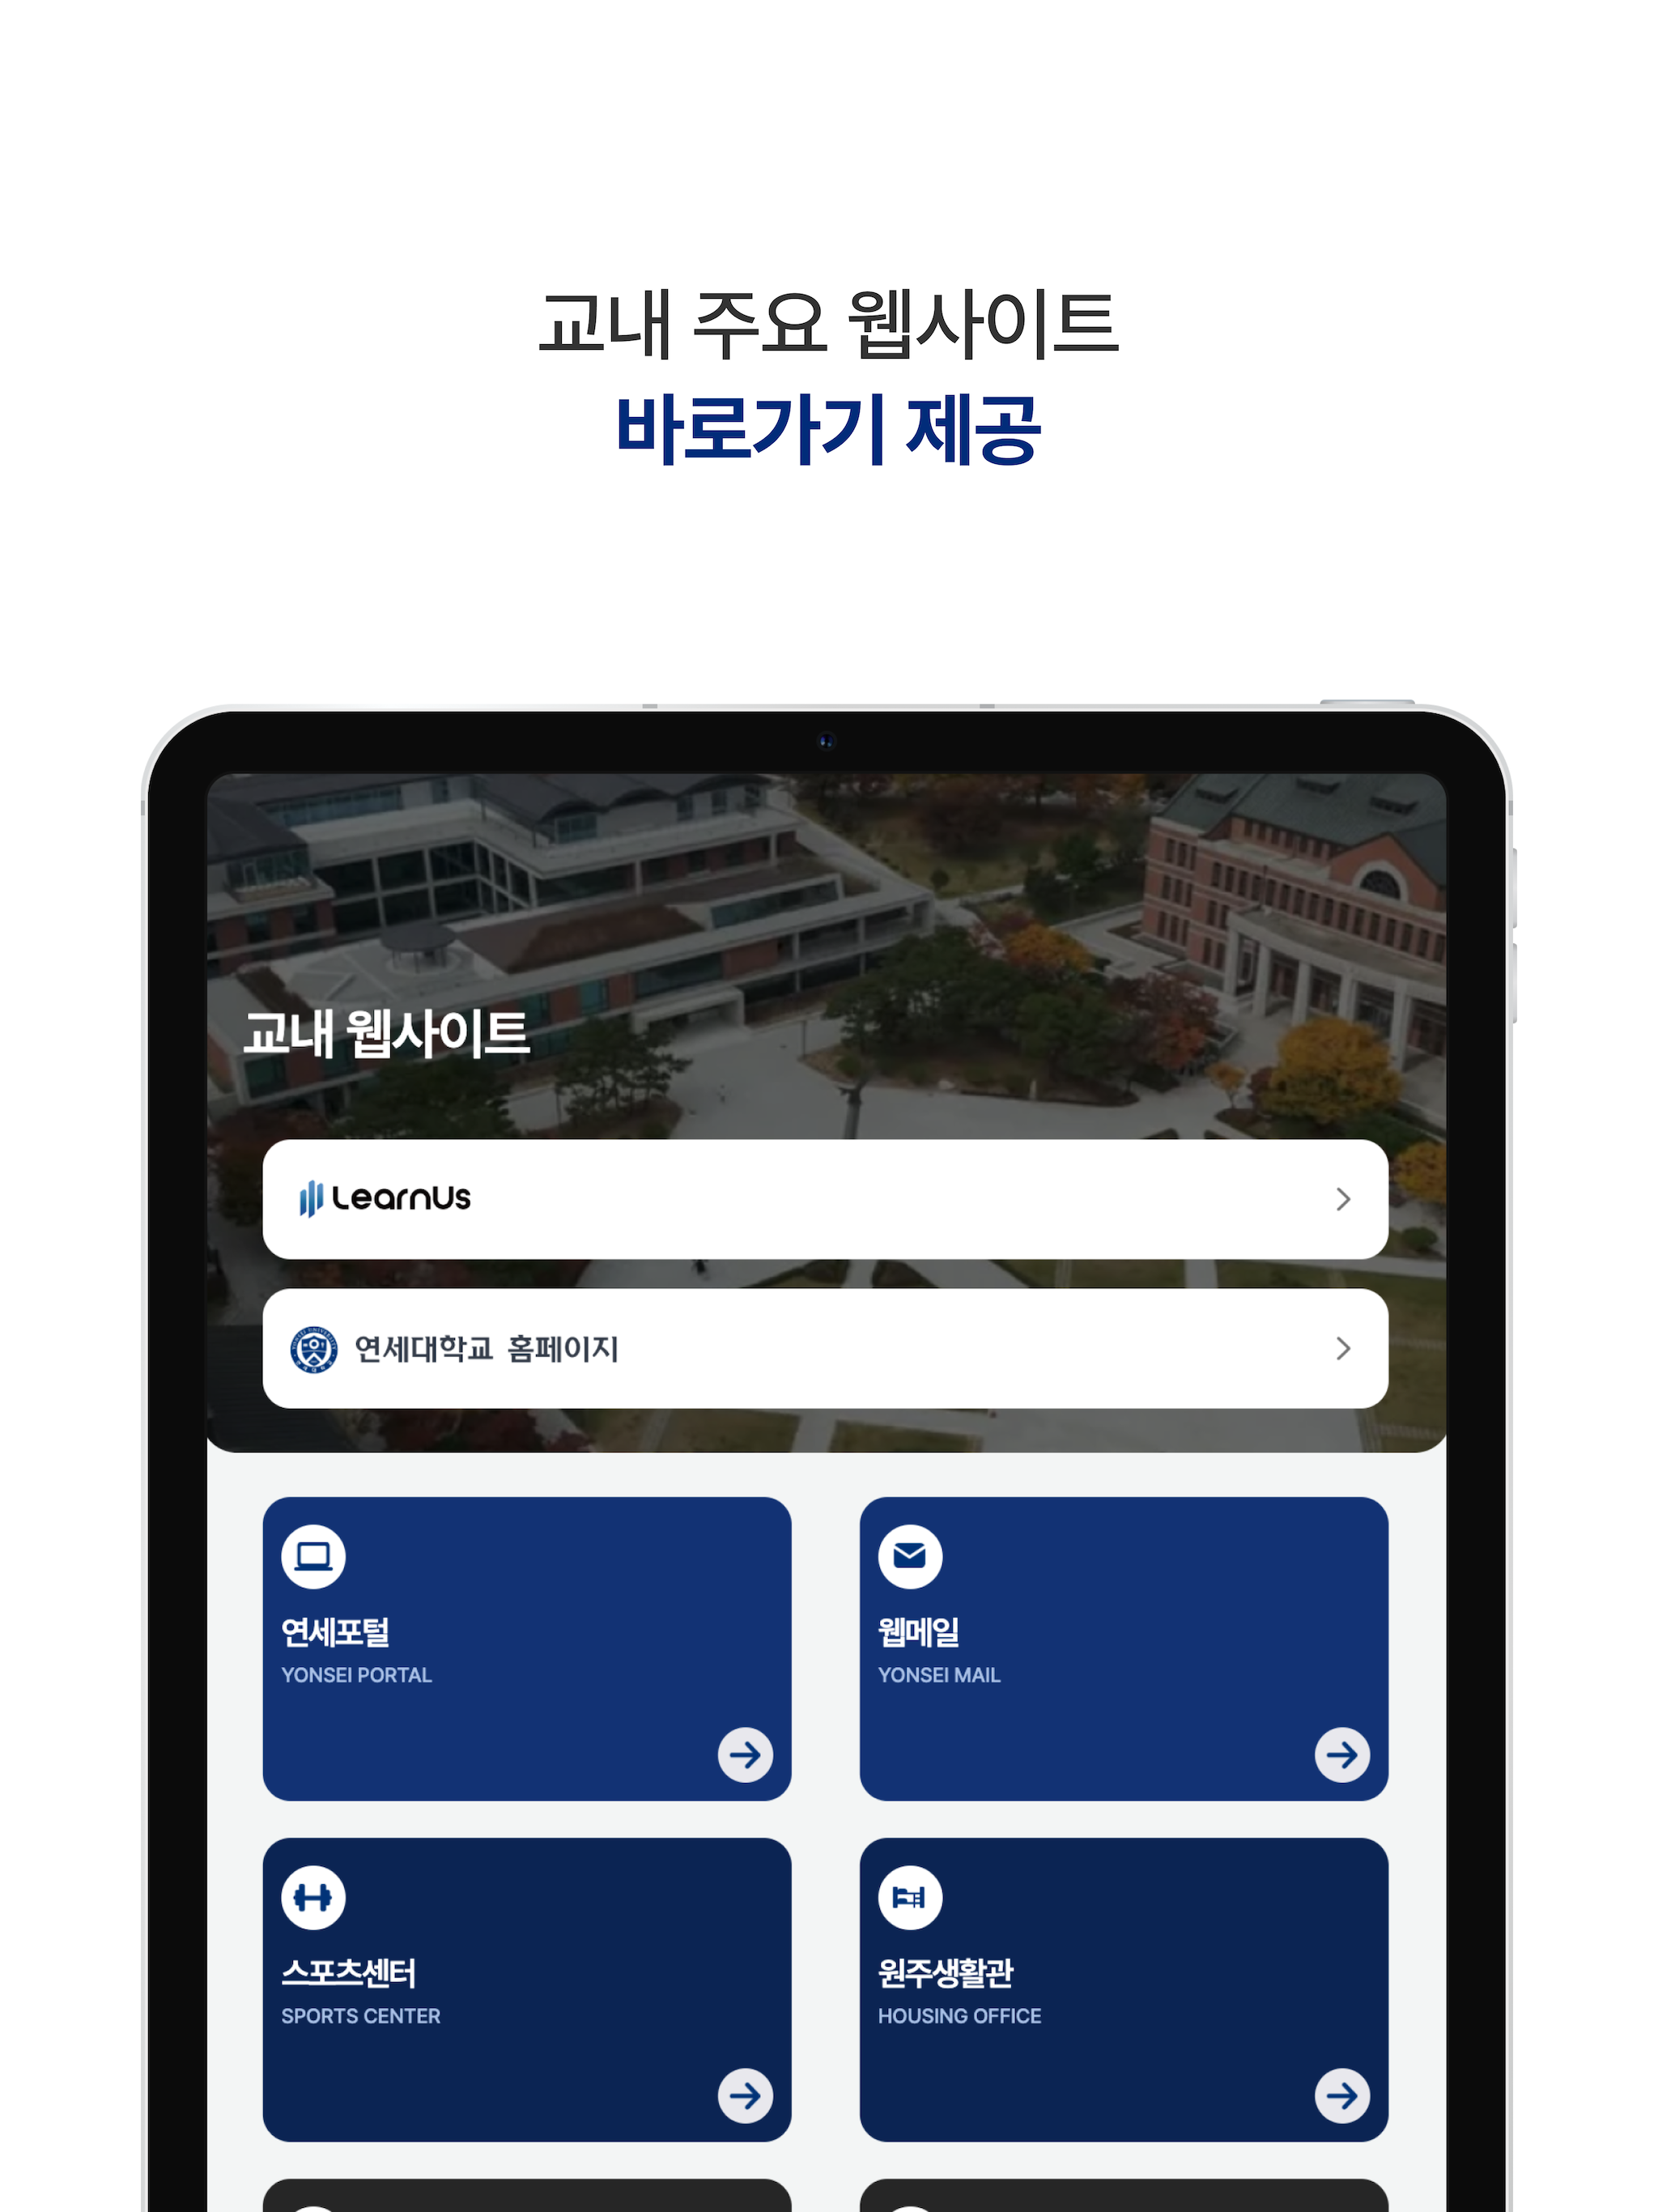 교내 주요 웹사이트
바로가기 제공
교내 웹사이트
LearnUs
연세대학교 홈페이지
연세포털
YONSEI PORTAL
웹메일
YONSEI MAIL
스포츠센터
SPORTS CENTER
원주생활관
HOUSING OFFICE